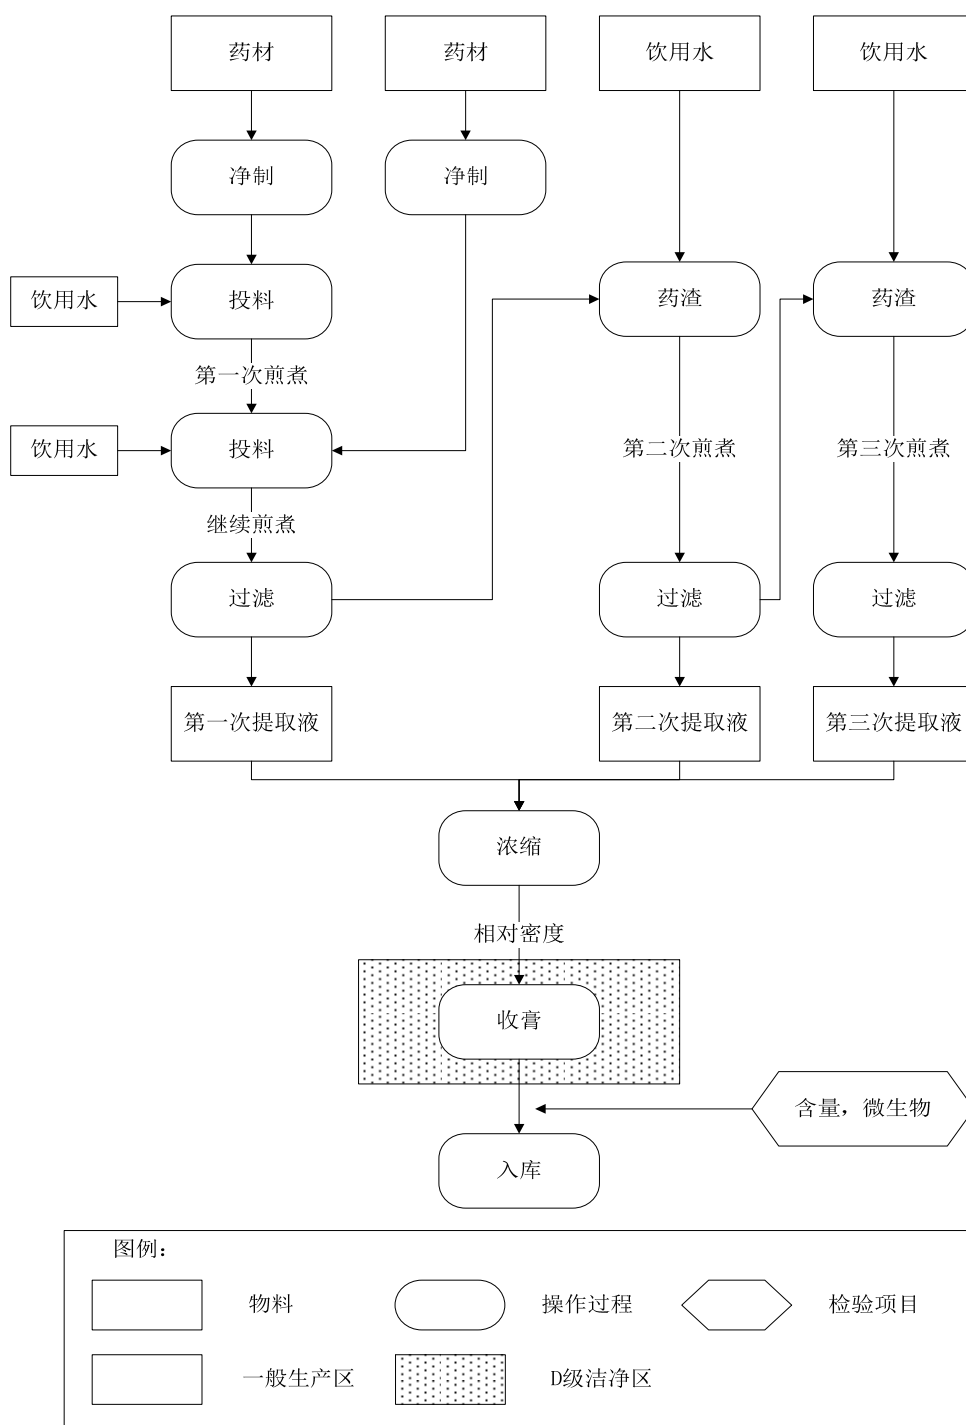 药材
药材
饮用水
饮用水
净制
净制
饮用水
投料
药渣
药渣
第一次煎煮
饮用水
投料
第二次煎煮
第三次煎煮
继续煎煮
过滤
过滤
过滤
第一次提取液
第二次提取液
第三次提取液
浓缩
相对密度
收膏
含量，微生物
入库
图例：
物料
操作过程
检验项目
一般生产区
D级洁净区